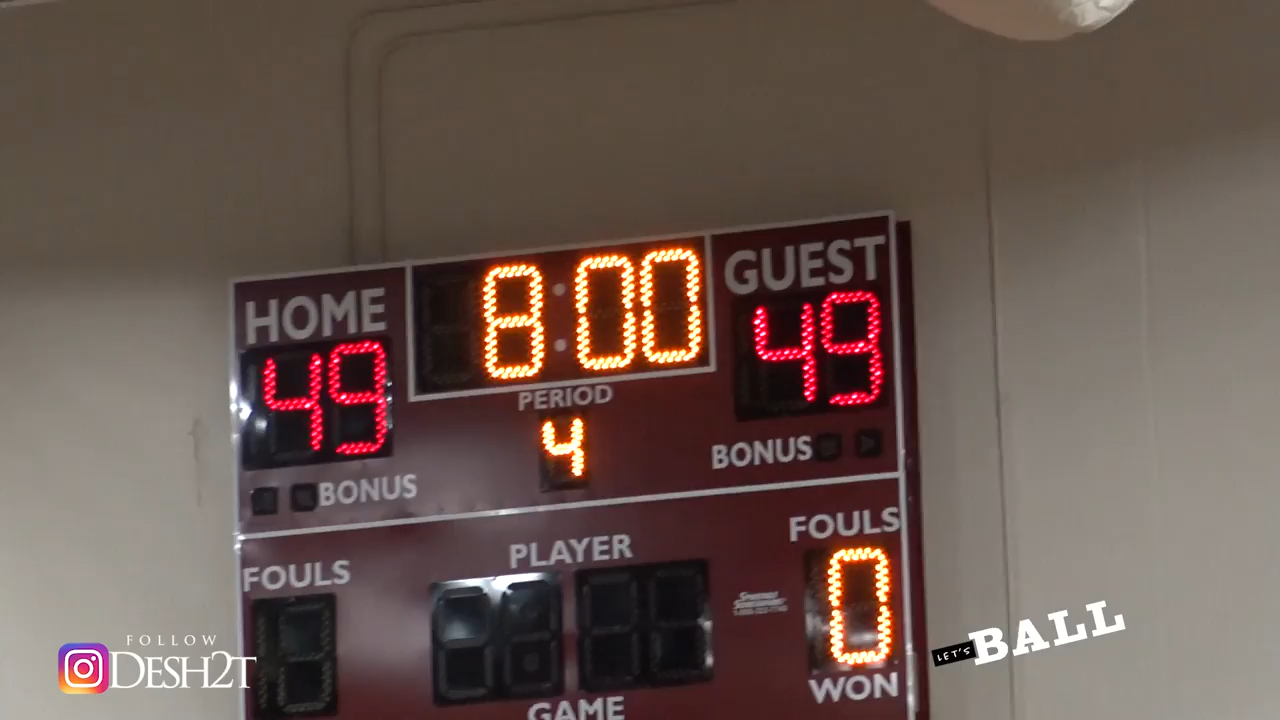 HOME 8:00 GUEST
49 49
PERIOD
4
BONUS BONUS
FOULS PLAYER FOULS
0
GAME WON
FOLLOW
DESH2T
LET'S BALL